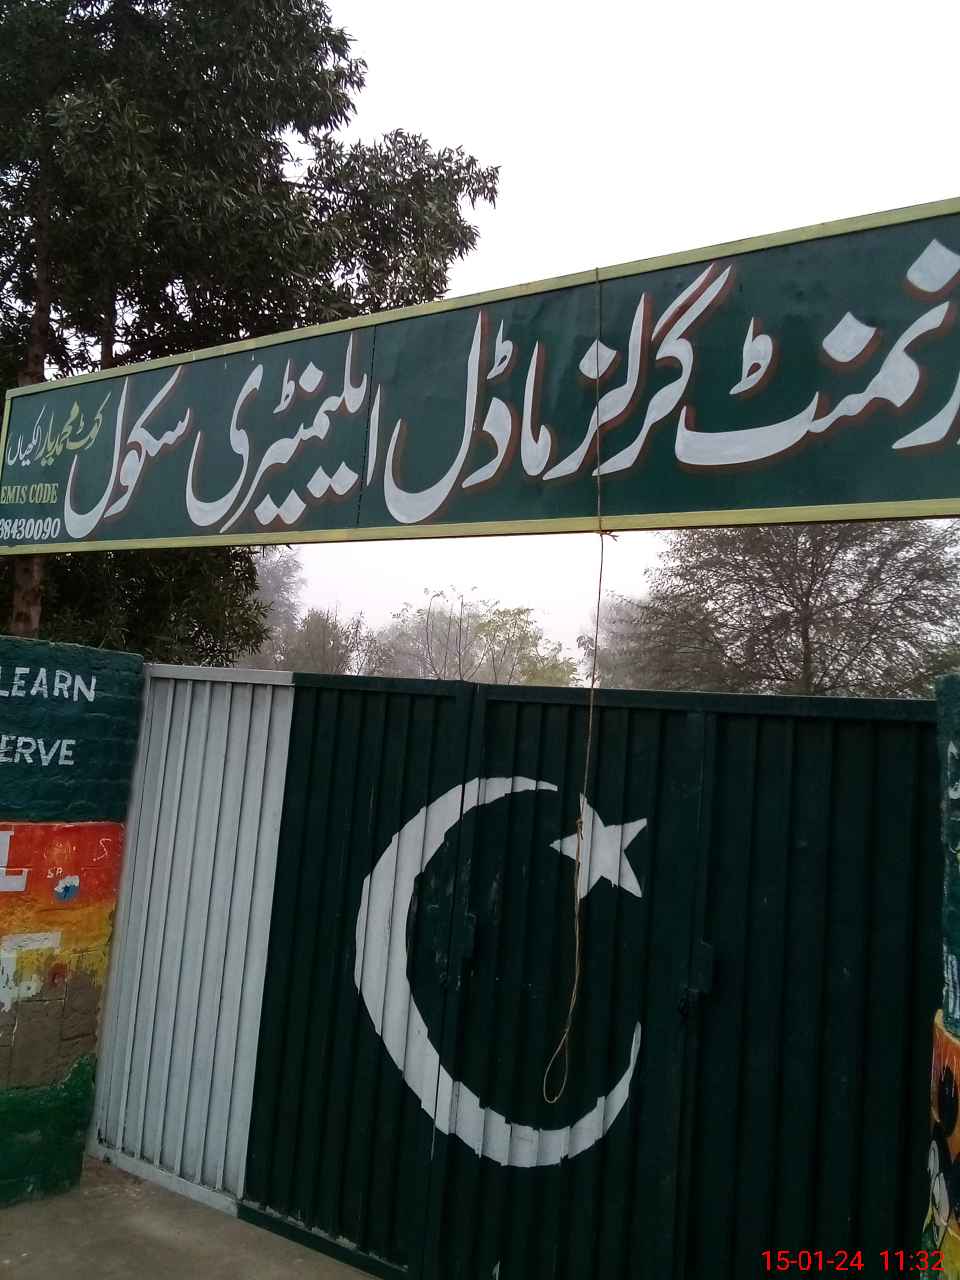 رنمنٹ گرلز ماڈل ایلیمنٹری سکول
کوٹ محمد یار لکھیاں
EMIS CODE
38430090
LEARN
ERVE
15-01-24 11:32